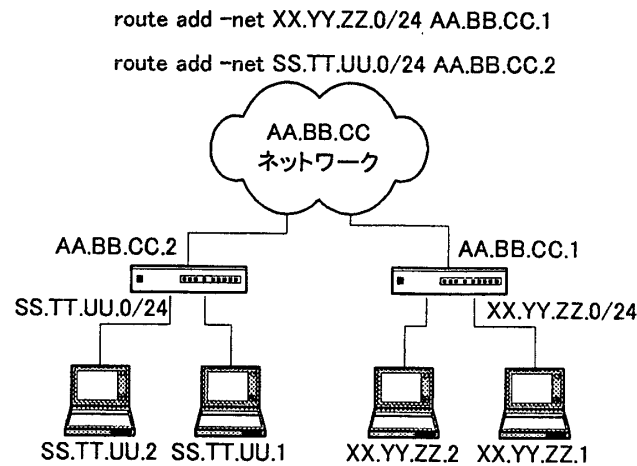 route add -net XX.YY.ZZ.0/24 AA.BB.CC.1
route add -net SS.TT.UU.0/24 AA.BB.CC.2
AA.BB.CC
ネットワーク
AA.BB.CC.2
AA.BB.CC.1
SS.TT.UU.0/24
XX.YY.ZZ.0/24
SS.TT.UU.2
SS.TT.UU.1
XX.YY.ZZ.2
XX.YY.ZZ.1